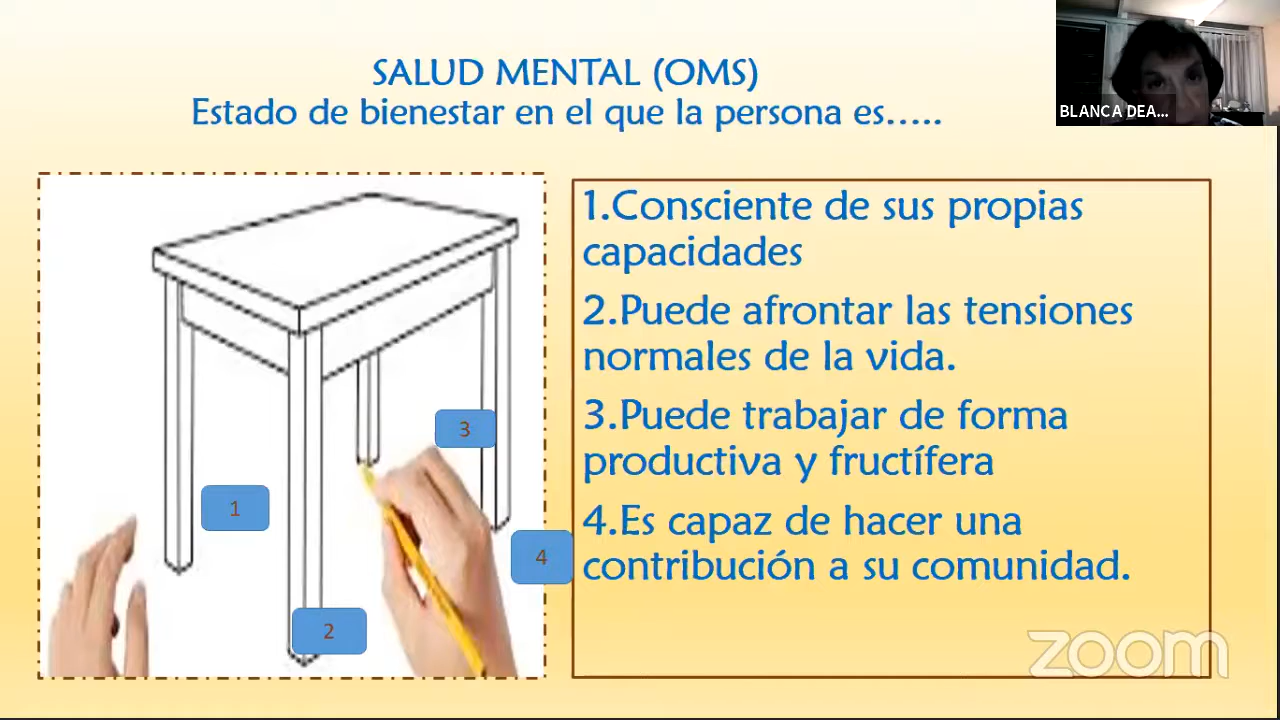 SALUD MENTAL (OMS)
Estado de bienestar en el que la persona es.....
BLANCA DEA...
1.Consciente de sus propias
capacidades
2.Puede afrontar las tensiones
normales de la vida.
3.Puede trabajar de forma
productiva y fructífera
4.Es capaz de hacer una
contribución a su comunidad.
3
1
4
2
zoom